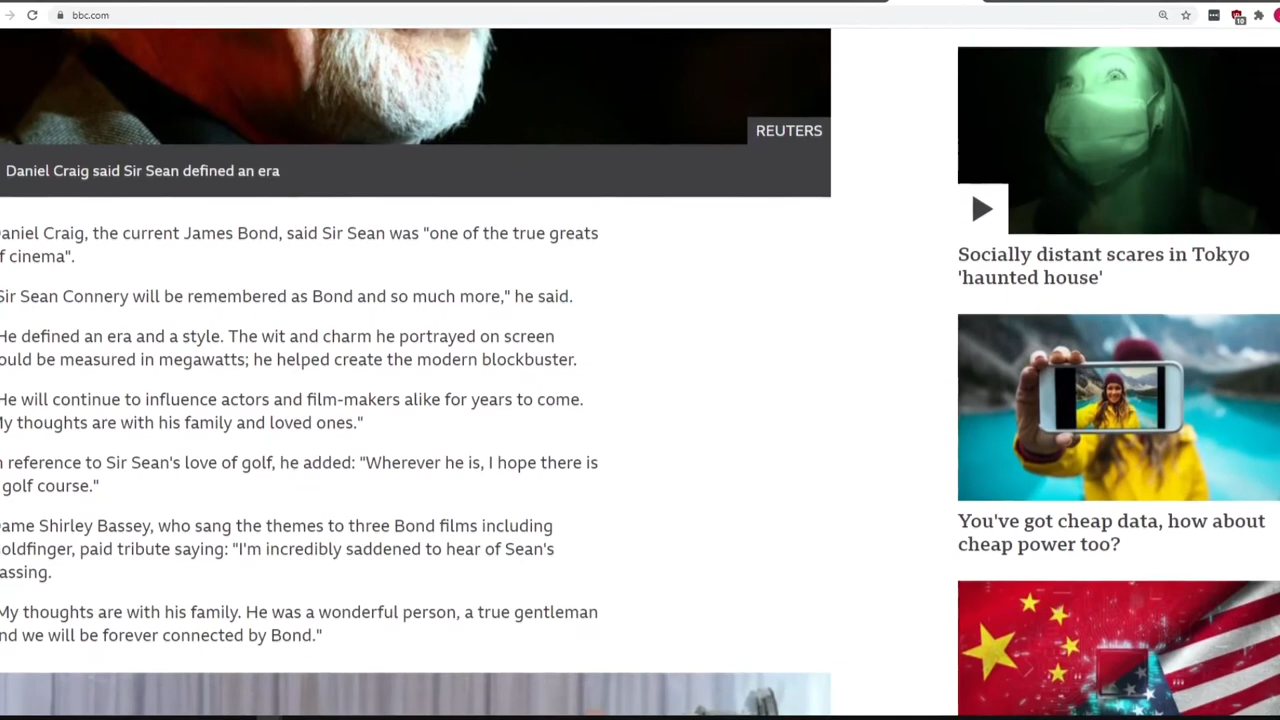 bbc.com
10
REUTERS
Daniel Craig said Sir Sean defined an era
aniel Craig, the current James Bond, said Sir Sean was "one of the true greats
f cinema".
Sir Sean Connery will be remembered as Bond and so much more," he said.
He defined an era and a style. The wit and charm he portrayed on screen
ould be measured in megawatts; he helped create the modern blockbuster.
He will continue to influence actors and film-makers alike for years to come.
My thoughts are with his family and loved ones."
n reference to Sir Sean's love of golf, he added: "Wherever he is, I hope there is
golf course."
ame Shirley Bassey, who sang the themes to three Bond films including
oldfinger, paid tribute saying: "I'm incredibly saddened to hear of Sean's
assing.
My thoughts are with his family. He was a wonderful person, a true gentleman
nd we will be forever connected by Bond."
Socially distant scares in Tokyo
'haunted house'
You've got cheap data, how about
cheap power too?